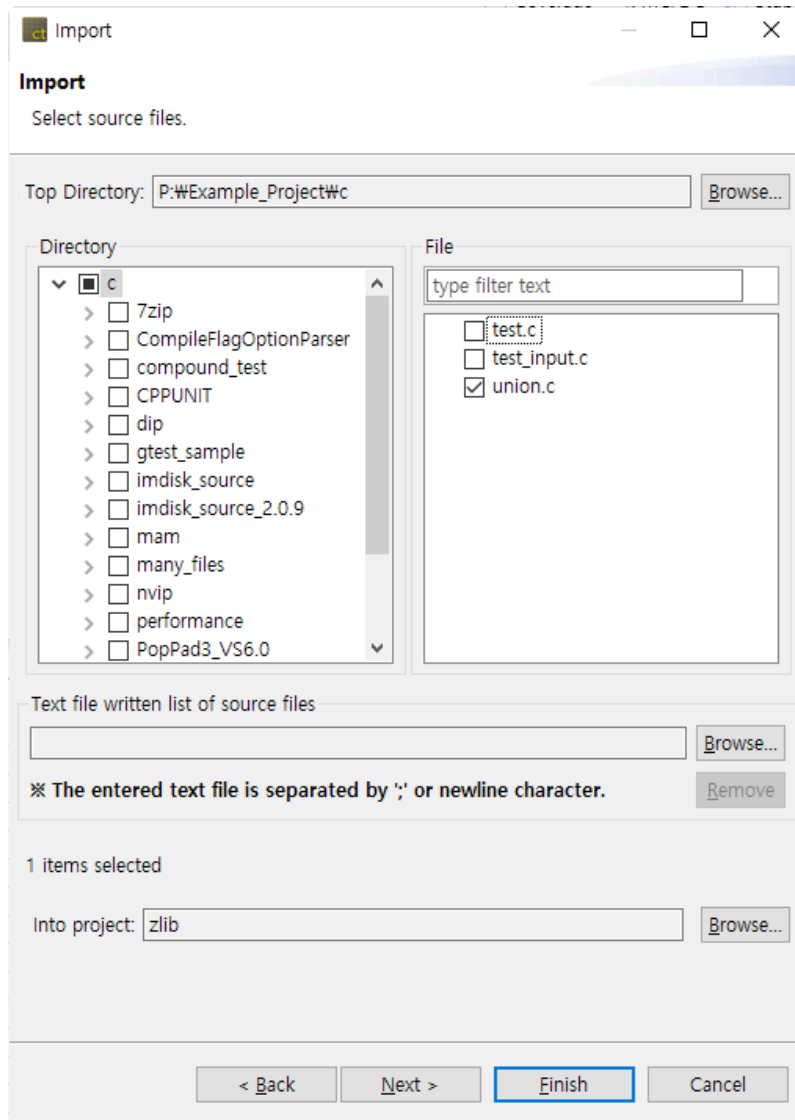 ct Import
Import
Select source files.
Top Directory: P:₩Example_Project₩c Browse...
Directory
c
7zip
CompileFlagOptionParser
compound_test
CPPUNIT
dip
gtest_sample
imdisk_source
imdisk_source_2.0.9
mam
many_files
nvip
performance
PopPad3_VS6.0
File
type filter text
test.c
test_input.c
union.c
Text file written list of source files
Browse...
※ The entered text file is separated by ';' or newline character.
Remove
1 items selected
Into project: zlib Browse...
< Back Next > Finish Cancel